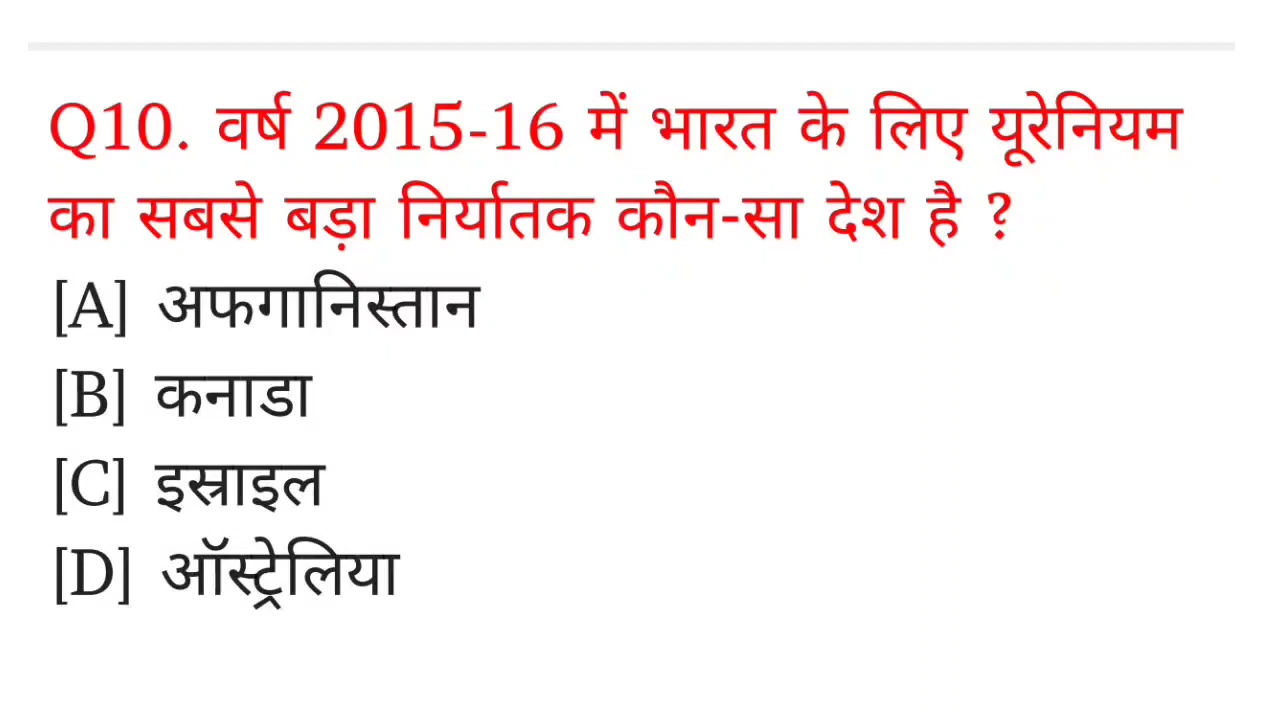 Q10. वर्ष 2015-16 में भारत के लिए यूरेनियम
का सबसे बड़ा निर्यातक कौन-सा देश है ?
[A] अफगानिस्तान
[B] कनाडा
[C] इस्राइल
[D] ऑस्ट्रेलिया